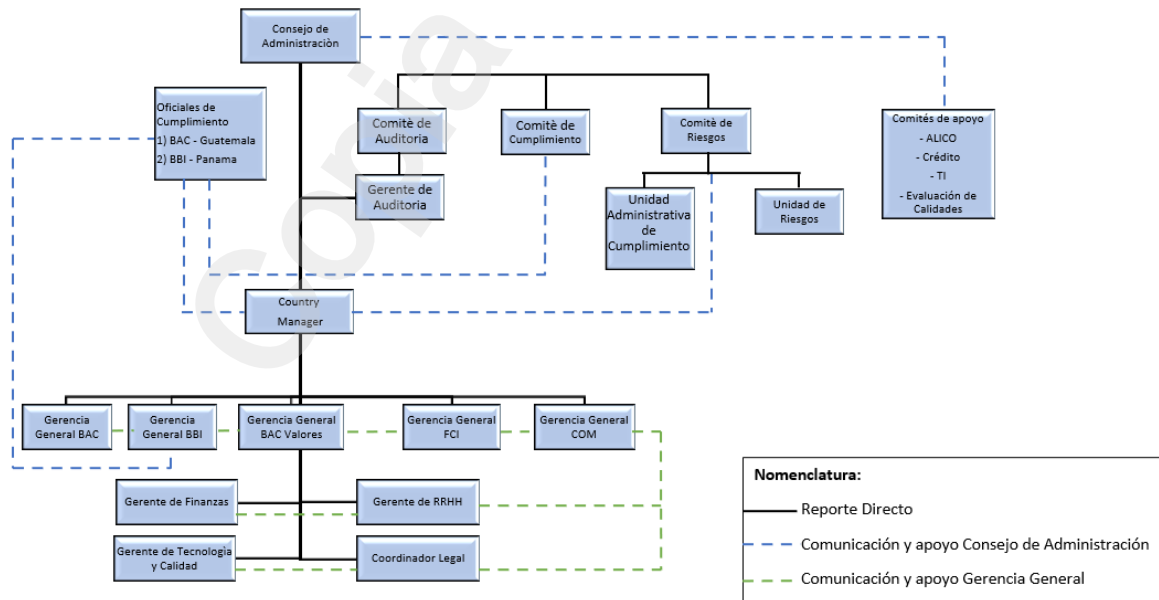 Consejo de
Administraciòn
Oficiales de
Cumplimiento
1) BAC - Guatemala
2) BBI - Panama
Comitè de
Auditoria
Comitè de
Cumplimiento
Comitè de
Riesgos
Comités de apoyo
- ALICO
- Crédito
- TI
- Evaluación de
Calidades
Gerente de
Auditoria
Unidad
Administrativa
de
Cumplimiento
Unidad de
Riesgos
Country
Manager
Gerencia
General BAC
Gerencia
General BBI
Gerencia General
BAC Valores
Gerencia General
FCI
Gerencia General
COM
Gerente de Finanzas
Gerente de RRHH
Gerente de Tecnologìa
y Calidad
Coordinador Legal
Nomenclatura:
Reporte Directo
Comunicación y apoyo Consejo de Administración
Comunicación y apoyo Gerencia General
Copia